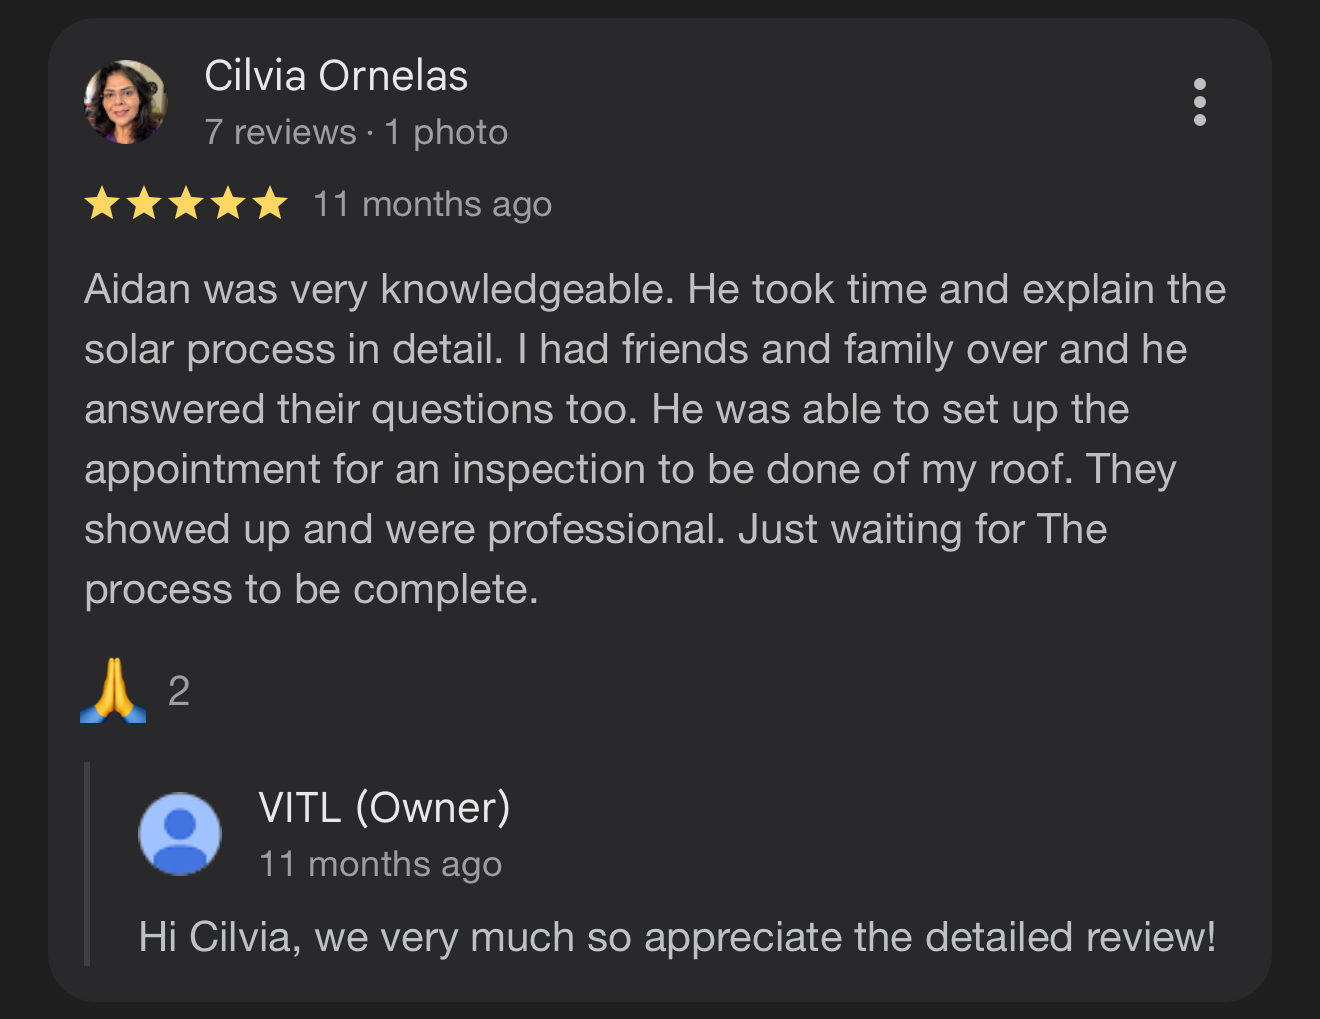 Cilvia Ornelas
7 reviews · 1 photo
11 months ago
Aidan was very knowledgeable. He took time and explain the
solar process in detail. I had friends and family over and he
answered their questions too. He was able to set up the
appointment for an inspection to be done of my roof. They
showed up and were professional. Just waiting for The
process to be complete.
🙏 2
VITL (Owner)
11 months ago
Hi Cilvia, we very much so appreciate the detailed review!